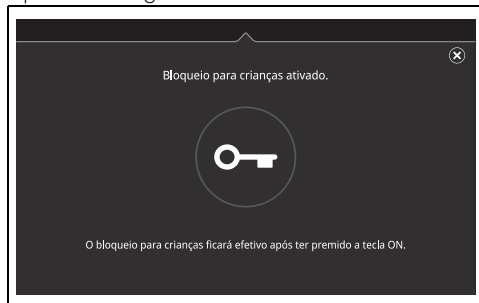 Bloqueio para crianças ativado.
O bloqueio para crianças ficará efetivo após ter premido a tecla ON.